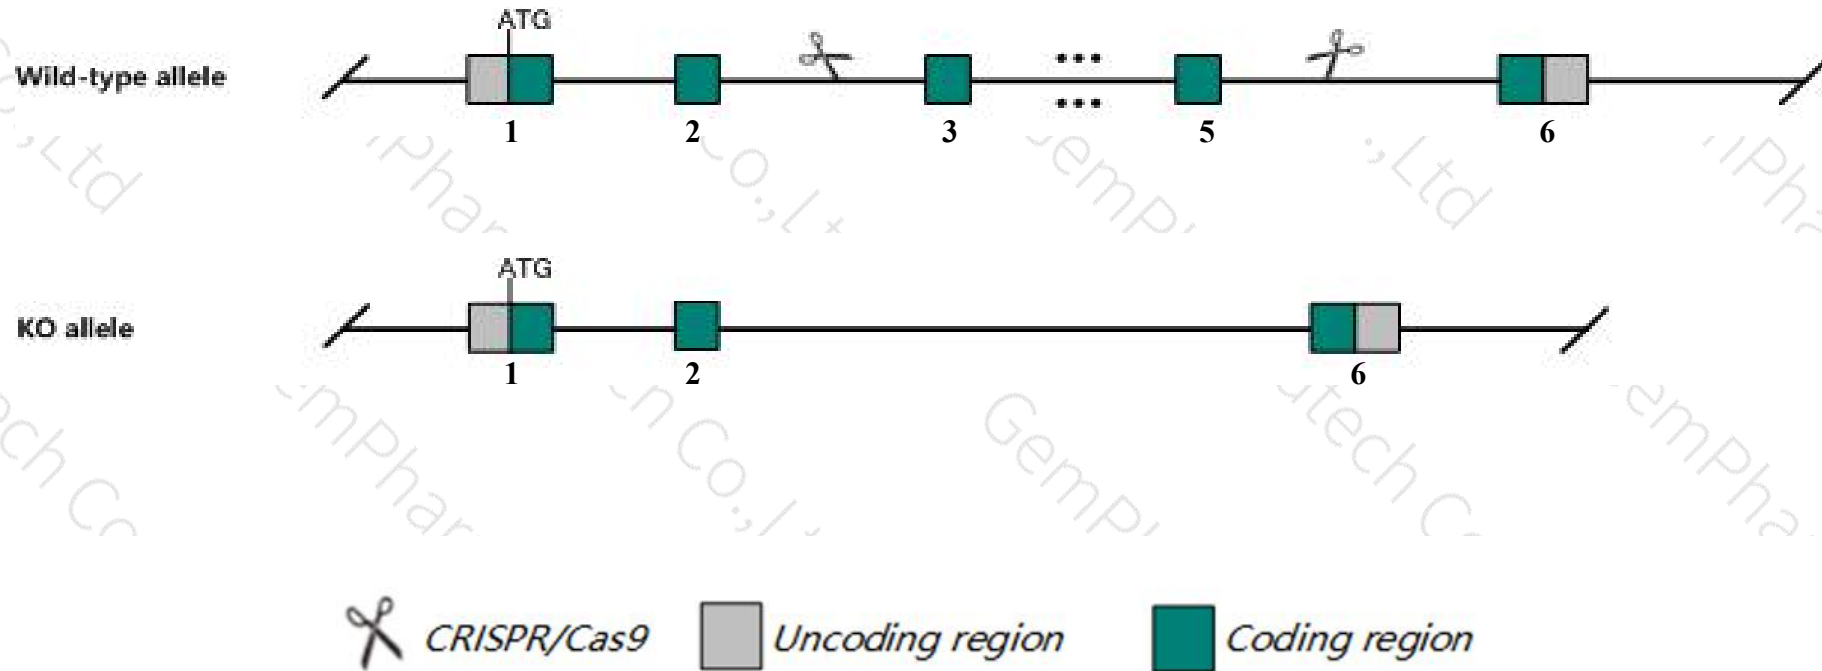 ATG
Wild-type allele
1 2 3 5 6
ATG
KO allele
1 2 6
CRISPR/Cas9 Uncoding region Coding region